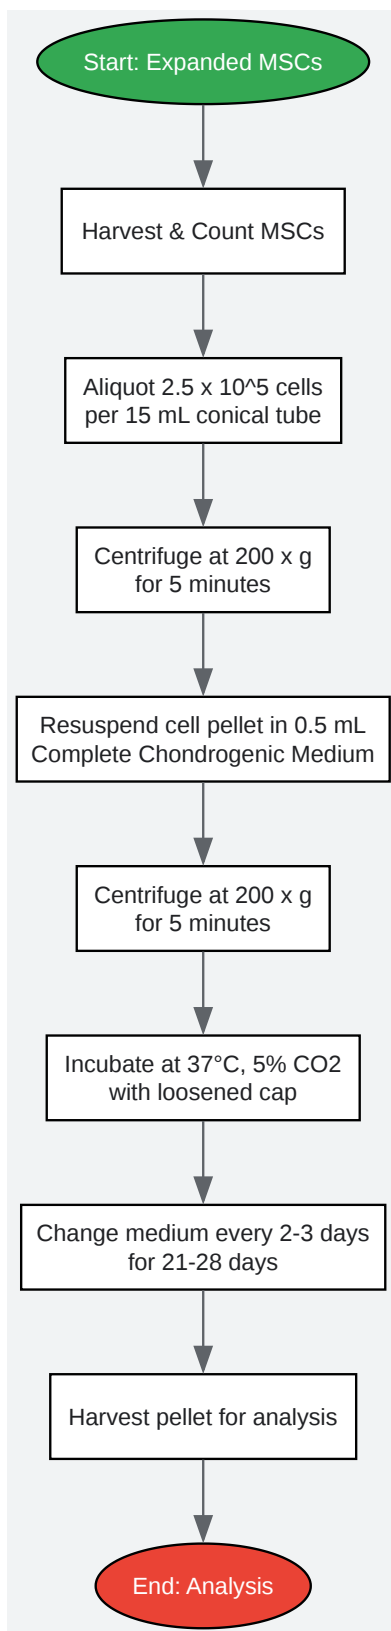 Start: Expanded MSCs
Harvest & Count MSCs
Aliquot 2.5 x 10^5 cells
per 15 mL conical tube
Centrifuge at 200 x g
for 5 minutes
Resuspend cell pellet in 0.5 mL
Complete Chondrogenic Medium
Centrifuge at 200 x g
for 5 minutes
Incubate at 37°C, 5% CO2
with loosened cap
Change medium every 2-3 days
for 21-28 days
Harvest pellet for analysis
End: Analysis